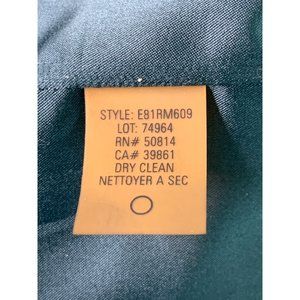 STYLE: E81RM609
LOT: 74964
RN# 50814
CA# 39861
DRY CLEAN
NETTOYER A SEC